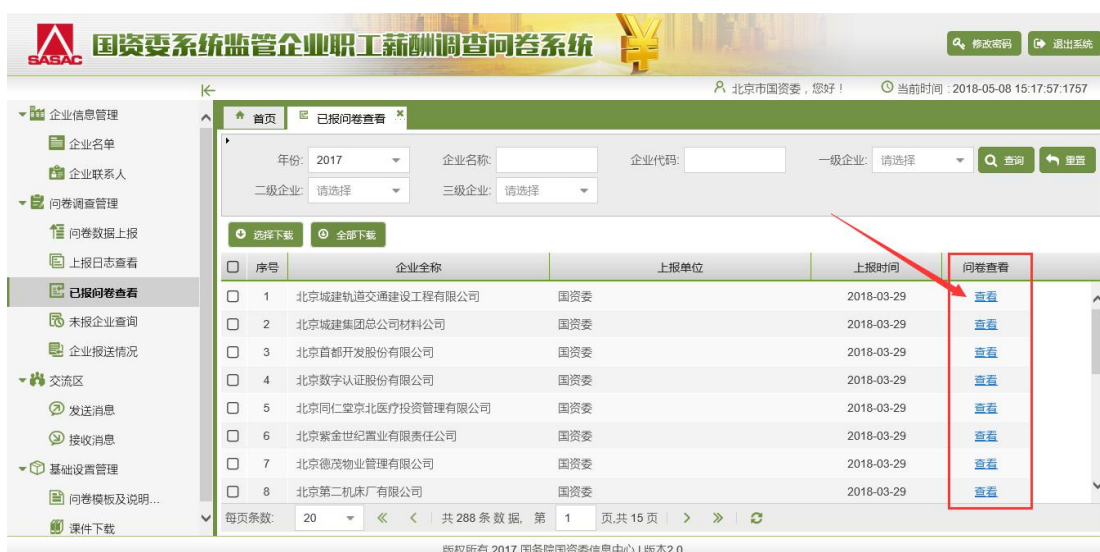 SASAC 国资委系统监管企业职工薪酬调查问卷系统 修改密码 退出系统
北京市国资委，您好！ 当前时间：2018-05-08 15:17:57:1757
企业信息管理
企业名单
企业联系人
问卷调查管理
问卷数据上报
上报日志查看
已报问卷查看
未报企业查询
企业报送情况
交流区
发送消息
接收消息
基础设置管理
问卷模板及说明...
课件下载
首页 已报问卷查看
年份: 2017 企业名称: 企业代码: 一级企业: 请选择 查询 重置
二级企业: 请选择 三级企业: 请选择
选择下载 全部下载
序号 企业全称 上报单位 上报时间 问卷查看
1 北京城建轨道交通建设工程有限公司 国资委 2018-03-29 查看
2 北京城建集团总公司材料公司 国资委 2018-03-29 查看
3 北京首都开发股份有限公司 国资委 2018-03-29 查看
4 北京数字认证股份有限公司 国资委 2018-03-29 查看
5 北京同仁堂京北医疗投资管理有限公司 国资委 2018-03-29 查看
6 北京紫金世纪置业有限责任公司 国资委 2018-03-29 查看
7 北京德茂物业管理有限公司 国资委 2018-03-29 查看
8 北京第二机床厂有限公司 国资委 2018-03-29 查看
每页条数: 20 共 288 条数据, 第 1 页,共 15 页
版权所有 2017 国务院国资委信息中心 | 版本2.0